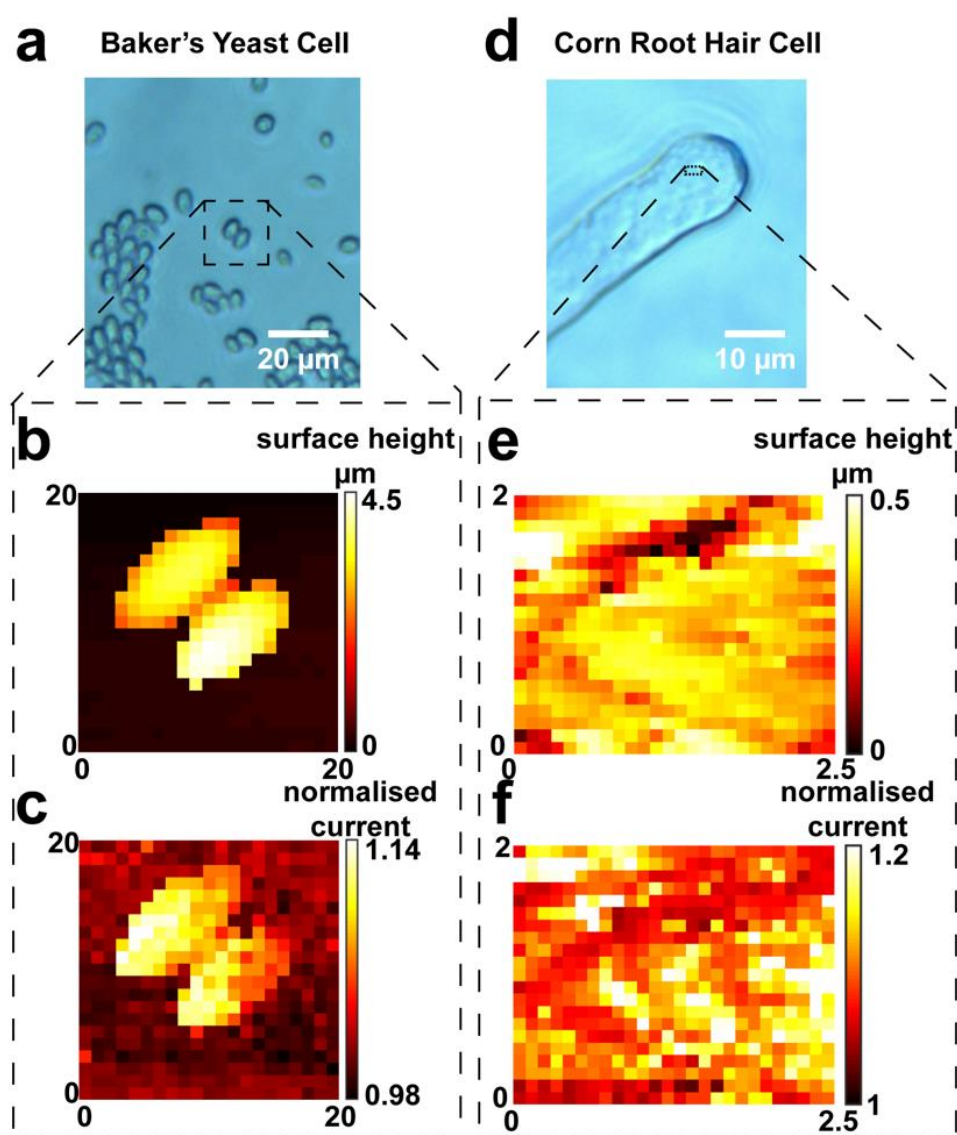 a Baker's Yeast Cell
20 μm
d Corn Root Hair Cell
10 μm
b surface height
μm
20
4.5
0
0
0
20
c normalised
current
20
1.14
0
0.98
0
20
e surface height
μm
2
0.5
0
0
0
2.5
f normalised
current
2
1.2
0
1
0
2.5